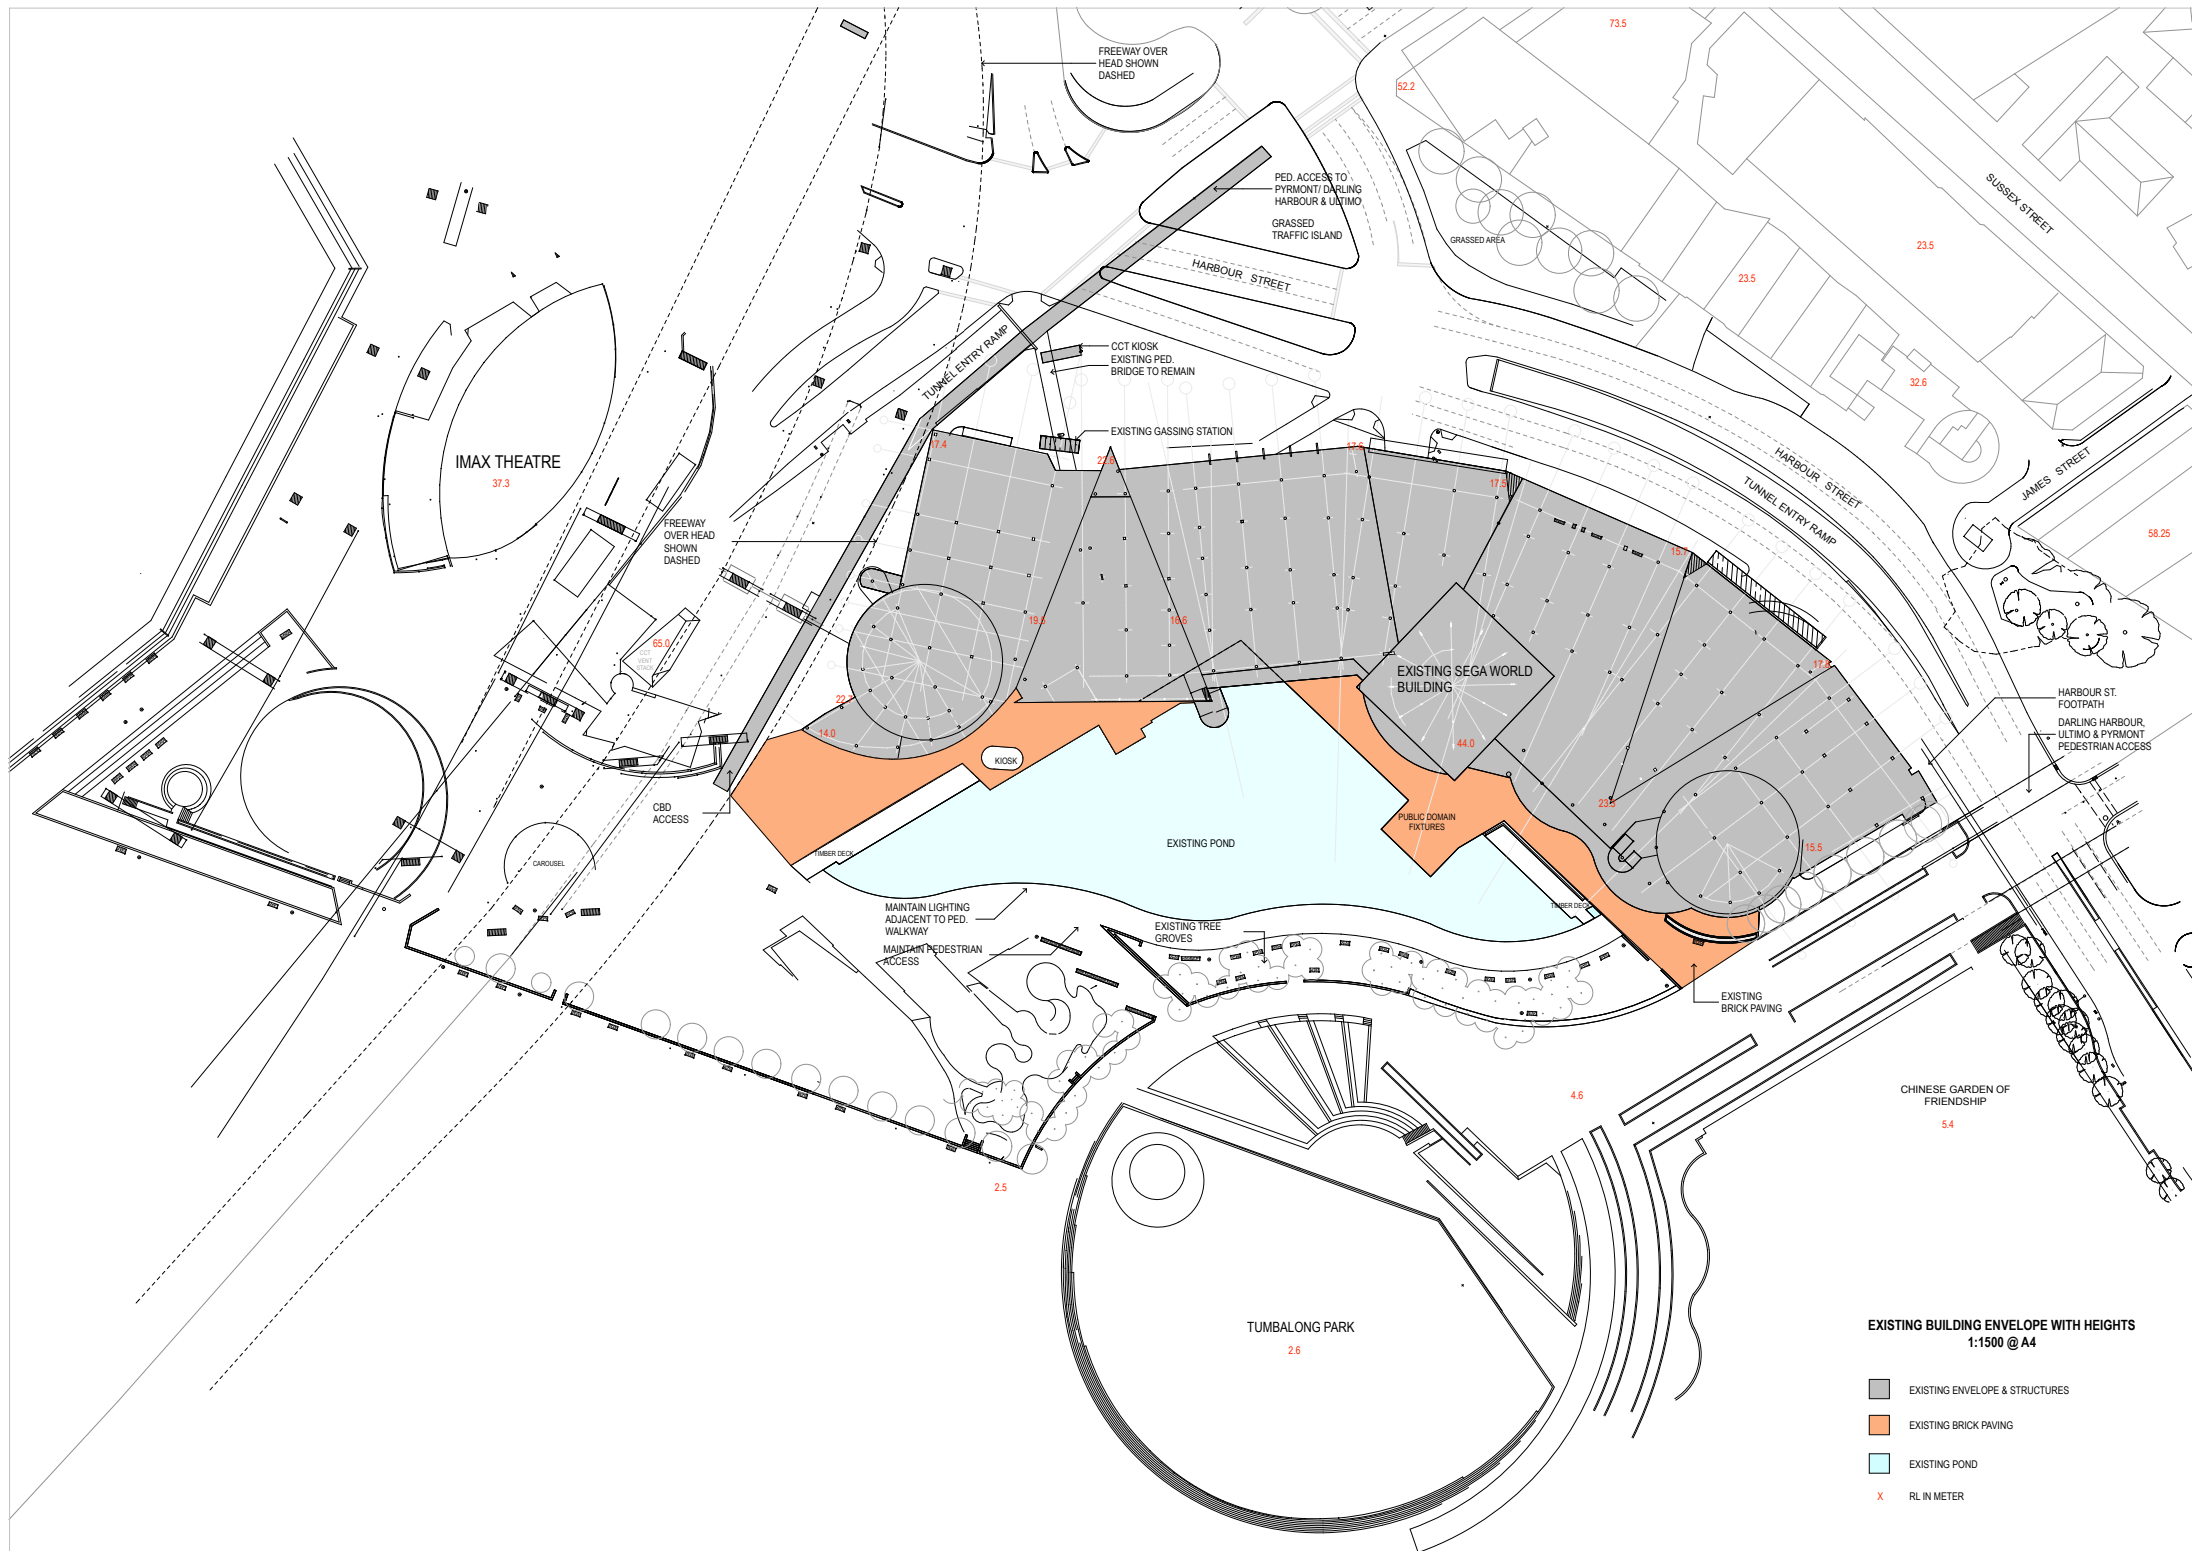 73.5
FREEWAY OVER
HEAD SHOWN
DASHED
52.2
PED. ACCESS TO
PYRMONT/ DARLING
HARBOUR & ULTIMO
GRASSED
TRAFFIC ISLAND
SUSSEX STREET
GRASSED AREA
23.5
23.5
HARBOUR STREET
TUNNEL ENTRY RAMP
CCT KIOSK
EXISTING PED.
BRIDGE TO REMAIN
32.6
EXISTING GASSING STATION
17.4
17.6
IMAX THEATRE
37.3
HARBOUR STREET
JAMES STREET
TUNNEL ENTRY RAMP
17.5
FREEWAY
OVER HEAD
SHOWN
DASHED
58.25
15.7
19.5
16.6
65.0
CCT
VENT
STACK
EXISTING SEGA WORLD
BUILDING
17.8
HARBOUR ST.
FOOTPATH
DARLING HARBOUR,
ULTIMO & PYRMONT
PEDESTRIAN ACCESS
22.7
14.0
44.0
KIOSK
CBD
ACCESS
23.3
PUBLIC DOMAIN
FIXTURES
EXISTING POND
15.5
TIMBER DECK
CAROUSEL
MAINTAIN LIGHTING
ADJACENT TO PED.
WALKWAY
TIMBER DECK
EXISTING TREE
GROVES
MAINTAIN PEDESTRIAN
ACCESS
EXISTING
BRICK PAVING
4.6
CHINESE GARDEN OF
FRIENDSHIP
5.4
2.5
TUMBALONG PARK
2.6
EXISTING BUILDING ENVELOPE WITH HEIGHTS
1:1500 @ A4
EXISTING ENVELOPE & STRUCTURES
EXISTING BRICK PAVING
EXISTING POND
X RL IN METER